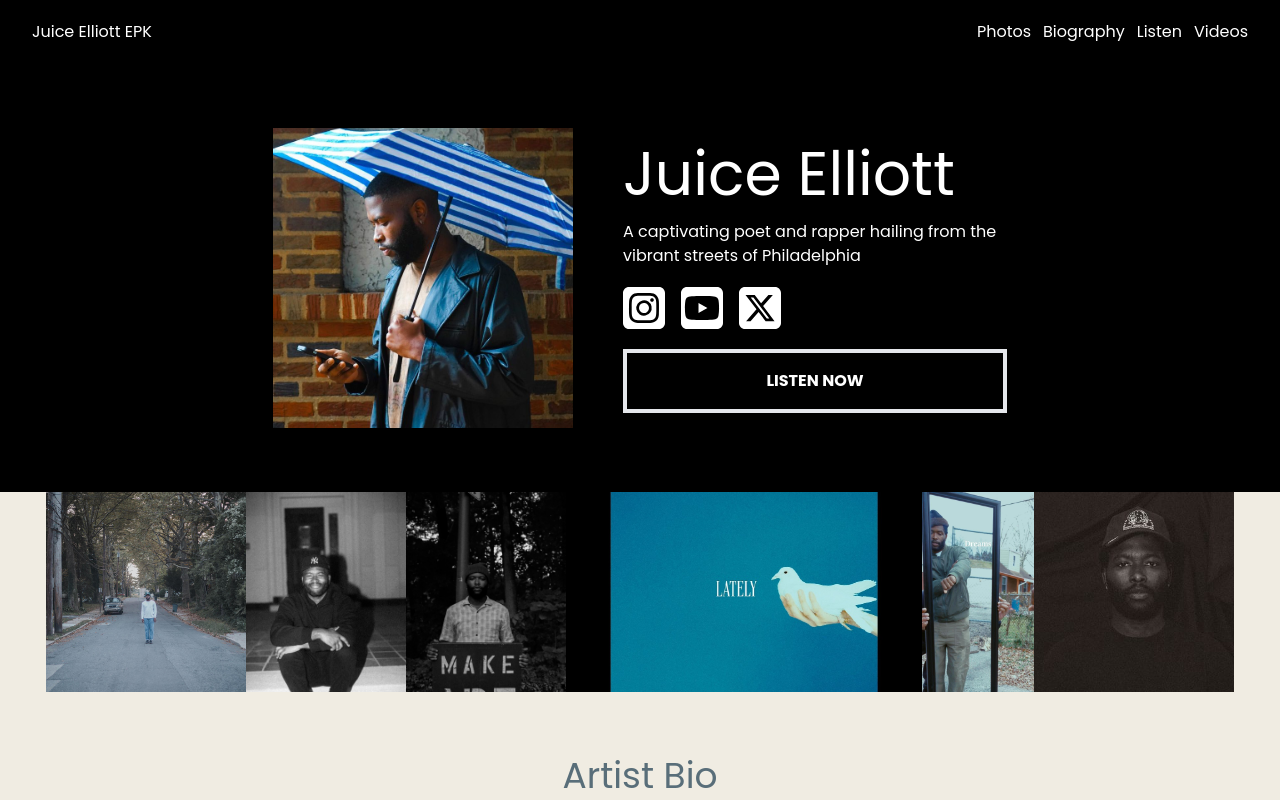 Juice Elliott EPK
Photos Biography Listen Videos
Juice Elliott
A captivating poet and rapper hailing from the
vibrant streets of Philadelphia
LISTEN NOW
MAKE
LATELY
Dreams
Artist Bio